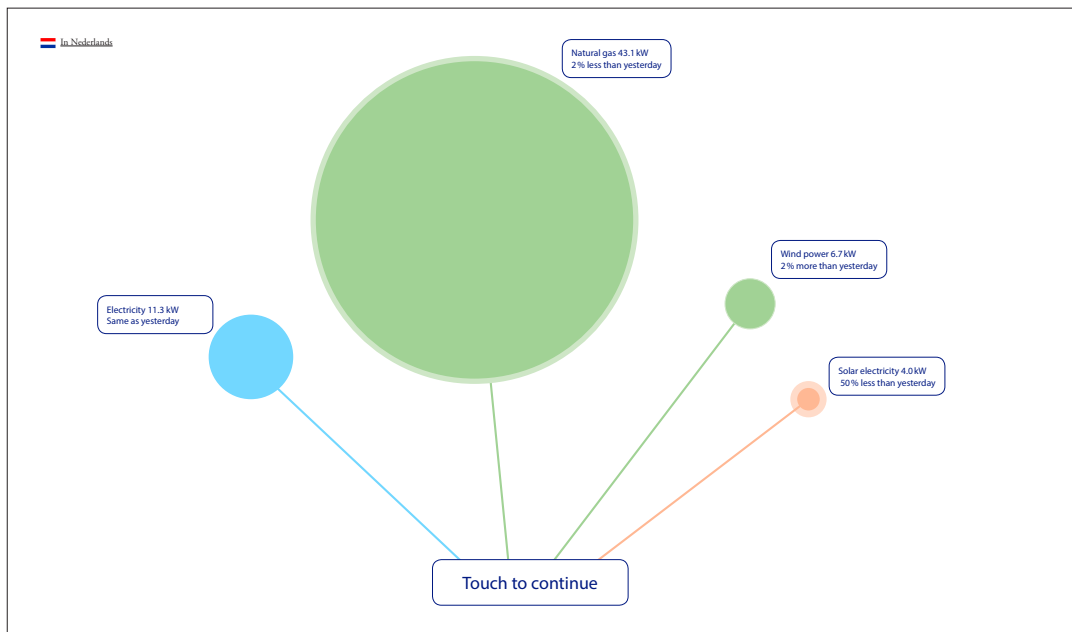 In Nederlands
Natural gas 43.1 kW
2% less than yesterday
Wind power 6.7 kW
2% more than yesterday
Electricity 11.3 kW
Same as yesterday
Solar electricity 4.0 kW
50% less than yesterday
Touch to continue